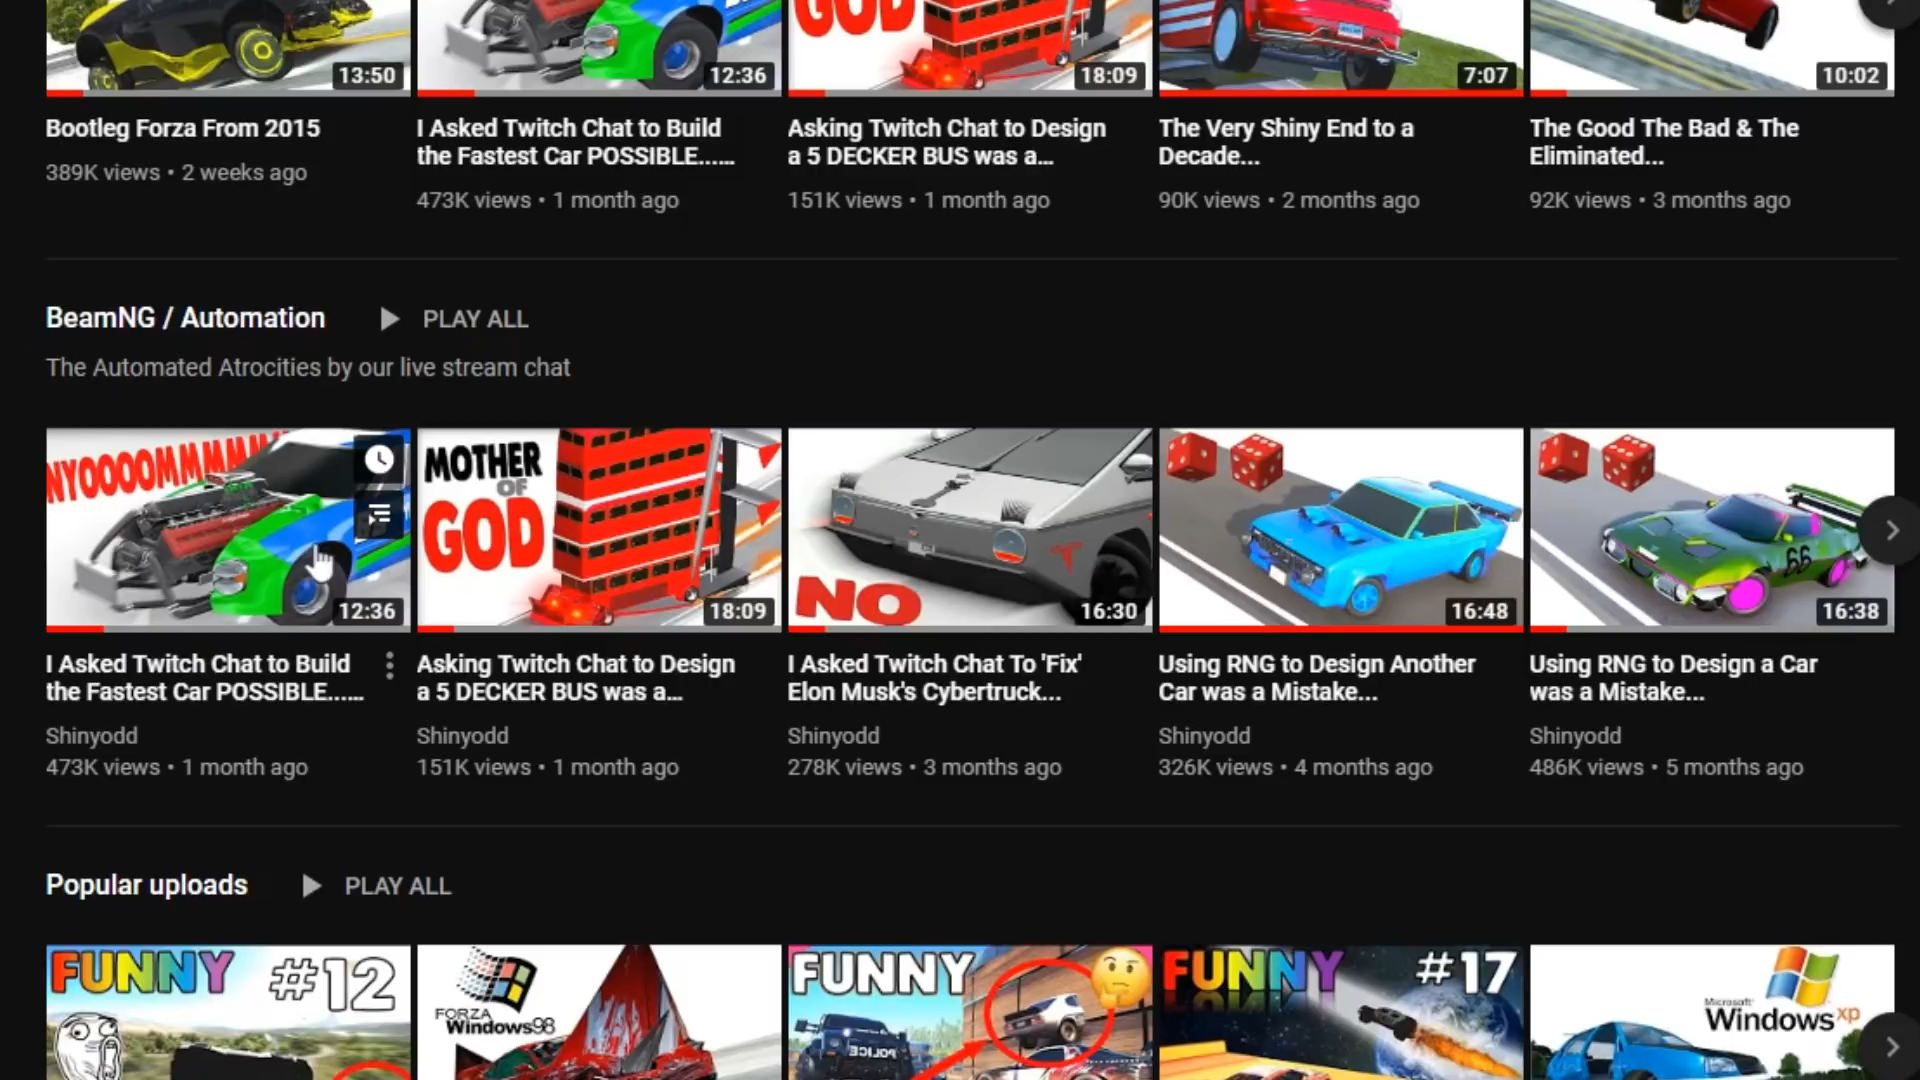 GOD
13:50
12:36
18:09
7:07
10:02
Bootleg Forza From 2015
389K views • 2 weeks ago
I Asked Twitch Chat to Build
the Fastest Car POSSIBLE......
473K views • 1 month ago
Asking Twitch Chat to Design
a 5 DECKER BUS was a...
151K views • 1 month ago
The Very Shiny End to a
Decade...
90K views • 2 months ago
The Good The Bad & The
Eliminated...
92K views • 3 months ago
BeamNG / Automation
PLAY ALL
The Automated Atrocities by our live stream chat
NYOOOOMMMMM
12:36
MOTHER
OF
GOD
18:09
NO
16:30
16:48
66
16:38
I Asked Twitch Chat to Build
the Fastest Car POSSIBLE......
Shinyodd
473K views • 1 month ago
Asking Twitch Chat to Design
a 5 DECKER BUS was a...
Shinyodd
151K views • 1 month ago
I Asked Twitch Chat To 'Fix'
Elon Musk's Cybertruck...
Shinyodd
278K views • 3 months ago
Using RNG to Design Another
Car was a Mistake...
Shinyodd
326K views • 4 months ago
Using RNG to Design a Car
was a Mistake...
Shinyodd
486K views • 5 months ago
Popular uploads
PLAY ALL
FUNNY #12
FORZA
Windows98
FUNNY
POLICE
FUNNY #17
Microsoft
Windows xp